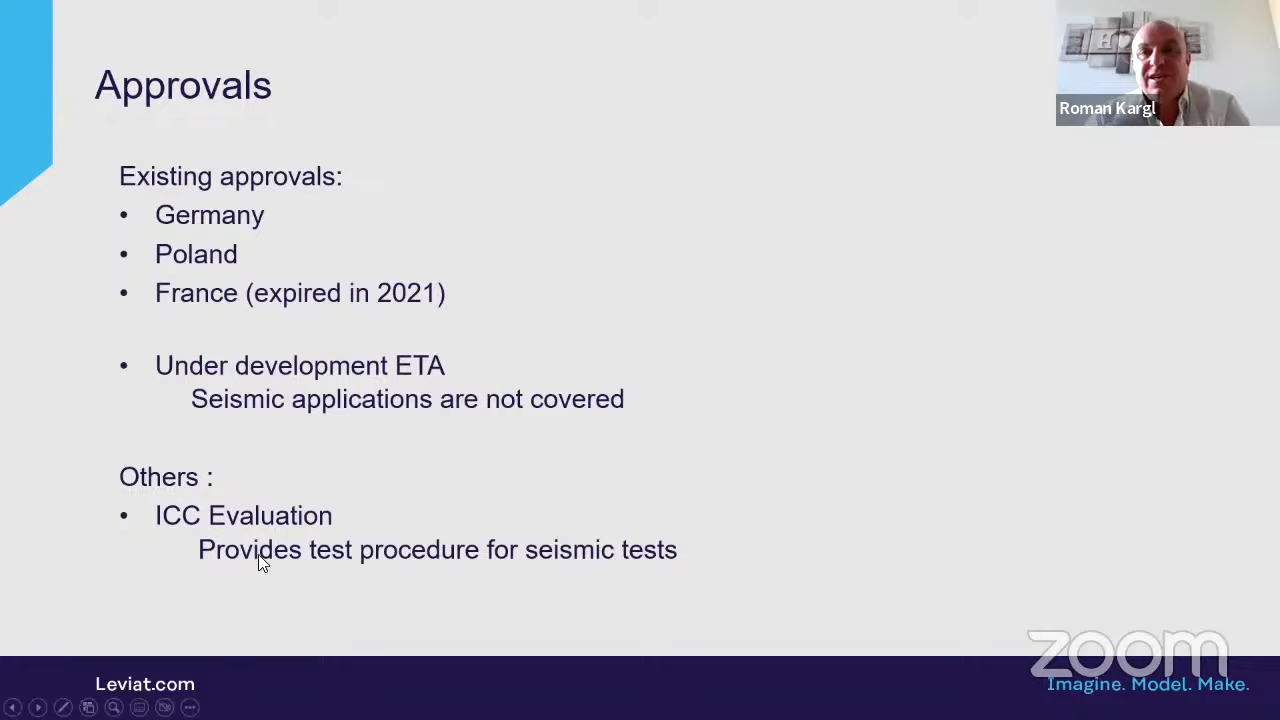 Approvals
Roman Kargl
Existing approvals:
• Germany
• Poland
• France (expired in 2021)
• Under development ETA
Seismic applications are not covered
Others :
• ICC Evaluation
Provides test procedure for seismic tests
zoom
Leviat.com
Imagine. Model. Make.